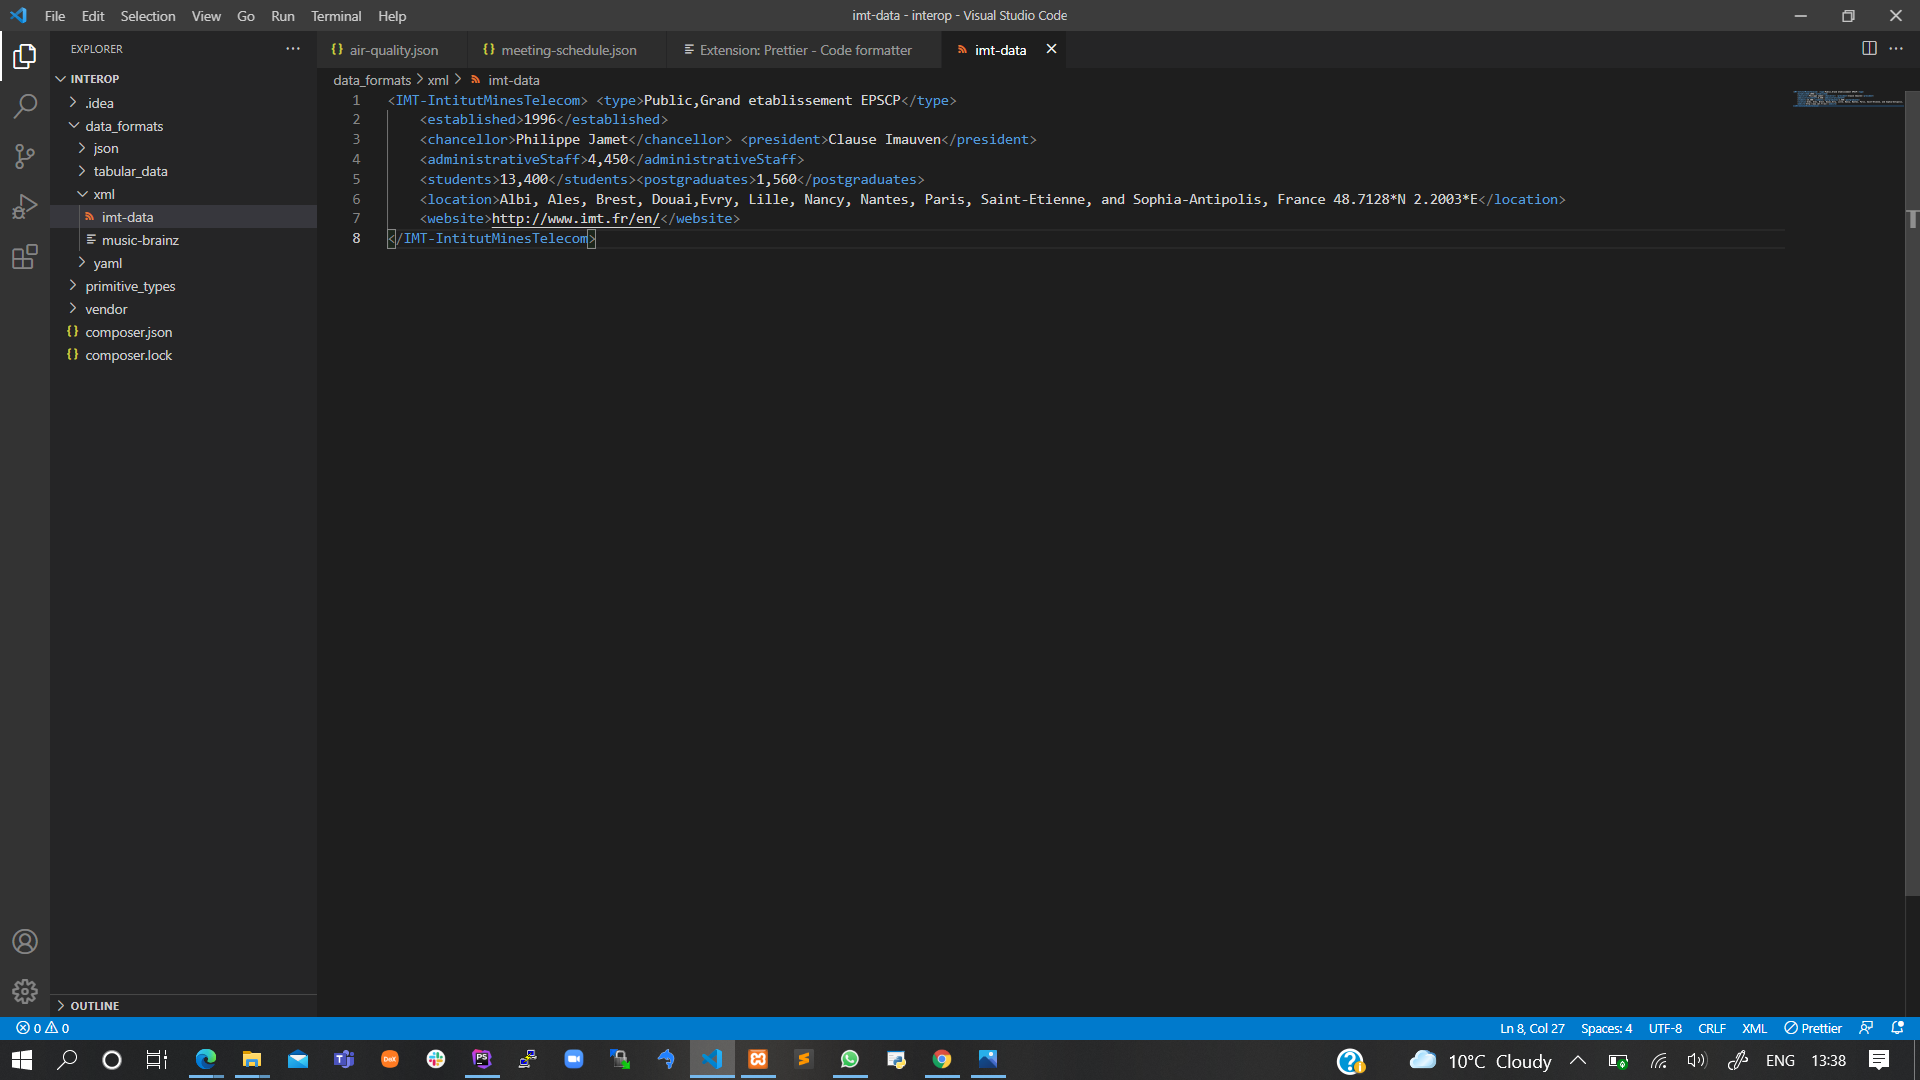 File Edit Selection View Go Run Terminal Help
imt-data - interop - Visual Studio Code
EXPLORER
air-quality.json
meeting-schedule.json
Extension: Prettier - Code formatter
imt-data
INTEROP
.idea
data_formats
json
tabular_data
xml
imt-data
music-brainz
yaml
primitive_types
vendor
composer.json
composer.lock
OUTLINE
data_formats > xml > imt-data
1 <IMT-IntitutMinesTelecom> <type>Public,Grand etablissement EPSCP</type>
2 <established>1996</established>
3 <chancellor>Philippe Jamet</chancellor> <president>Clause Imauven</president>
4 <administrativeStaff>4,450</administrativeStaff>
5 <students>13,400</students><postgraduates>1,560</postgraduates>
6 <location>Albi, Ales, Brest, Douai,Evry, Lille, Nancy, Nantes, Paris, Saint-Etienne, and Sophia-Antipolis, France 48.7128*N 2.2003*E</location>
7 <website>http://www.imt.fr/en/</website>
8 </IMT-IntitutMinesTelecom>
0 0
Ln 8, Col 27 Spaces: 4 UTF-8 CRLF XML Prettier
10°C Cloudy ENG 13:38